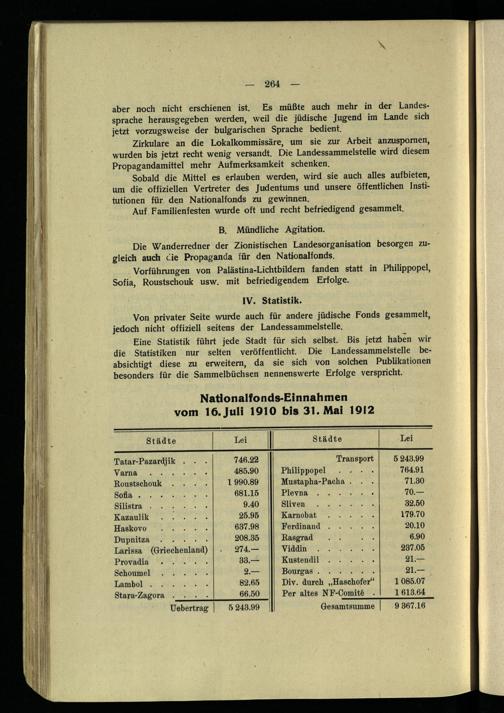 — 264 —
aber noch nicht erschienen ist. Es müßte auch mehr in der Landes-
sprache herausgegeben werden, weil die jüdische Jugend im Lande sich
jetzt vorzugsweise der bulgarischen Sprache bedient.
Zirkulare an die Lokalkommissäre, um sie zur Arbeit anzuspornen,
wurden bis jetzt recht wenig versandt. Die Landessammelstelle wird diesem
Propagandamittel mehr Aufmerksamkeit schenken.
Sobald die Mittel es erlauben werden, wird sie auch alles aufbieten,
um die offiziellen Vertreter des Judentums und unsere öffentlichen Insti-
tutionen für den Nationalfonds zu gewinnen.
Auf Familienfesten wurde oft und recht befriedigend gesammelt.
B. Mündliche Agitation.
Die Wanderredner der Zionistischen Landesorganisation besorgen zu-
gleich auch die Propaganda für den Nationalfonds.
Vorführungen von Palästina-Lichtbildern fanden statt in Philippopel,
Sofia, Roustschouk usw. mit befriedigendem Erfolge.
IV. Statistik.
Von privater Seite wurde auch für andere jüdische Fonds gesammelt,
jedoch nicht offiziell seitens der Landessammelstelle.
Eine Statistik führt jede Stadt für sich selbst. Bis jetzt haben wir
die Statistiken nur selten veröffentlicht. Die Landessammelstelle be-
absichtigt diese zu erweitern, da sie sich von solchen Publikationen
besonders für die Sammelbüchsen nennenswerte Erfolge verspricht.
Nationalfonds-Einnahmen
vom 16. Juli 1910 bis 31. Mai 1912
Städte | Lei | Städte | Lei
Tatar-Pazardjik . . . 746.22 | Transport 5 243.99
Varna . . . . . . 485.90 | Philippopel . . . . 764.91
Roustschouk . . . . 1 990.89 | Mustapha-Pacha . . . 71.30
Sofia . . . . . . . 681.15 | Plevna . . . . . . 70.—
Silistra . . . . . . 9.40 | Sliven . . . . . . 32.50
Kazaulik . . . . . 25.95 | Karnobat . . . . . 179.70
Haskovo . . . . . 637.98 | Ferdinand . . . . . 20.10
Dupnitza . . . . . 208.35 | Rasgrad . . . . . 6.90
Larissa (Griechenland) . 274.— | Viddin . . . . . . 237.05
Provadia . . . . . 33.— | Kustendil . . . . . 21.—
Schoumel . . . . . 2.— | Bourgas . . . . . . 21.—
Lambol . . . . . . 82.65 | Div. durch „Haschofer“ 1 085.07
Stara-Zagora . . . . 66.50 | Per altes NF-Comité . 1 613.64
Uebertrag 5 243.99 | Gesamtsumme 9 367.16